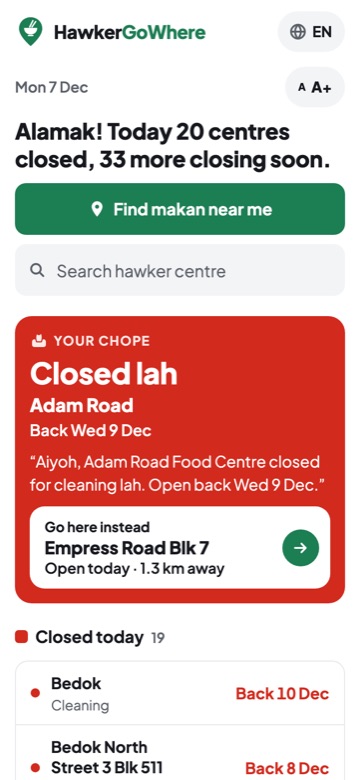 HawkerGoWhere
EN
Mon 7 Dec
A A+
Alamak! Today 20 centres
closed, 33 more closing soon.
Find makan near me
Search hawker centre
YOUR CHOPE
Closed lah
Adam Road
Back Wed 9 Dec
“Aiyoh, Adam Road Food Centre closed
for cleaning lah. Open back Wed 9 Dec.”
Go here instead
Empress Road Blk 7
Open today · 1.3 km away
Closed today 19
Bedok
Cleaning
Back 10 Dec
Bedok North
Street 3 Blk 511
Back 8 Dec